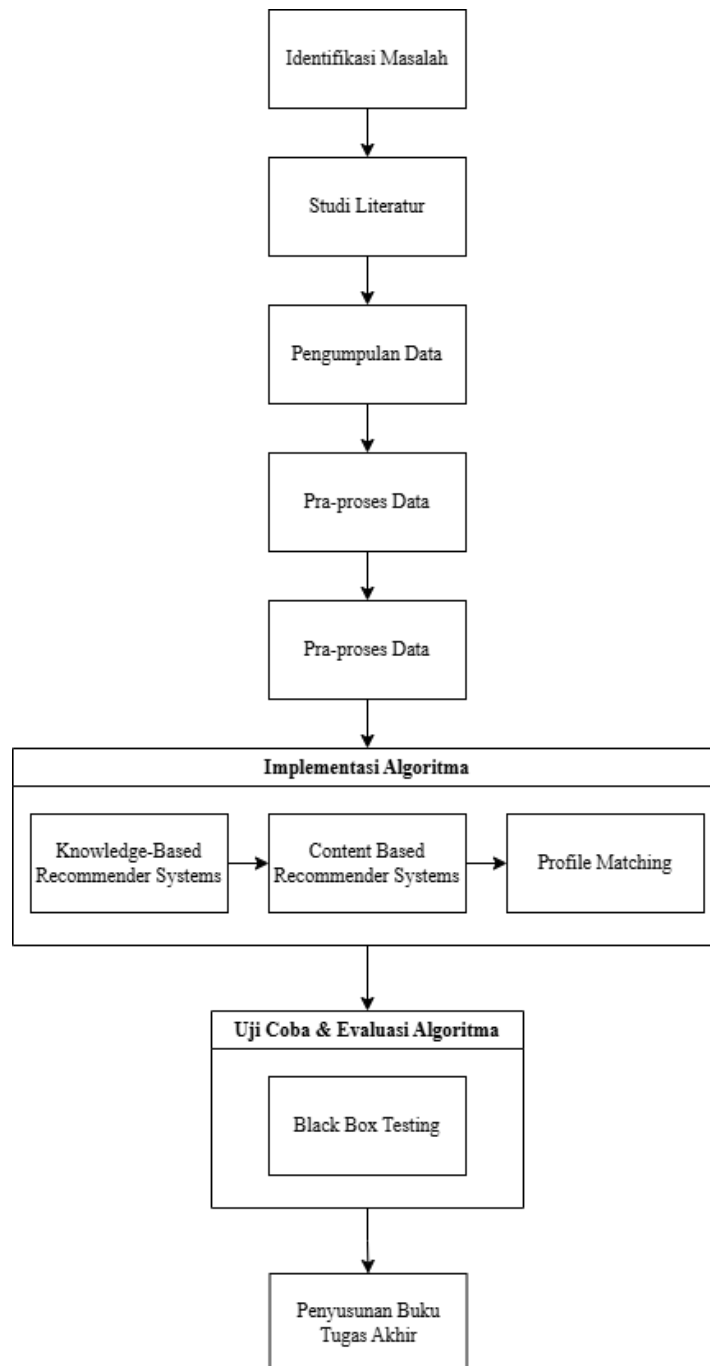 Identifikasi Masalah
Studi Literatur
Pengumpulan Data
Pra-proses Data
Pra-proses Data
Implementasi Algoritma
Knowledge-Based
Recommender Systems
Content Based
Recommender Systems
Profile Matching
Uji Coba & Evaluasi Algoritma
Black Box Testing
Penyusunan Buku
Tugas Akhir